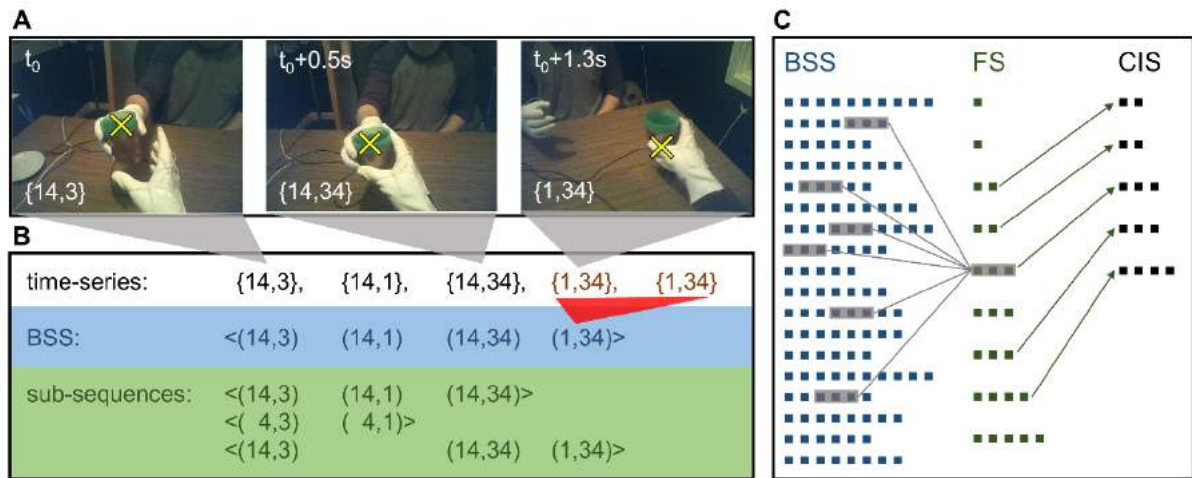 A
t0
t0+0.5s
t0+1.3s
{14,3}
{14,34}
{1,34}
B
time-series: {14,3}, {14,1}, {14,34}, {1,34}, {1,34}
BSS: <(14,3) (14,1) (14,34) (1,34)>
sub-sequences: <(14,3) (14,1) (14,34)>
<( 4,3) ( 4,1)>
<(14,3) (14,34) (1,34)>
C
BSS FS CIS